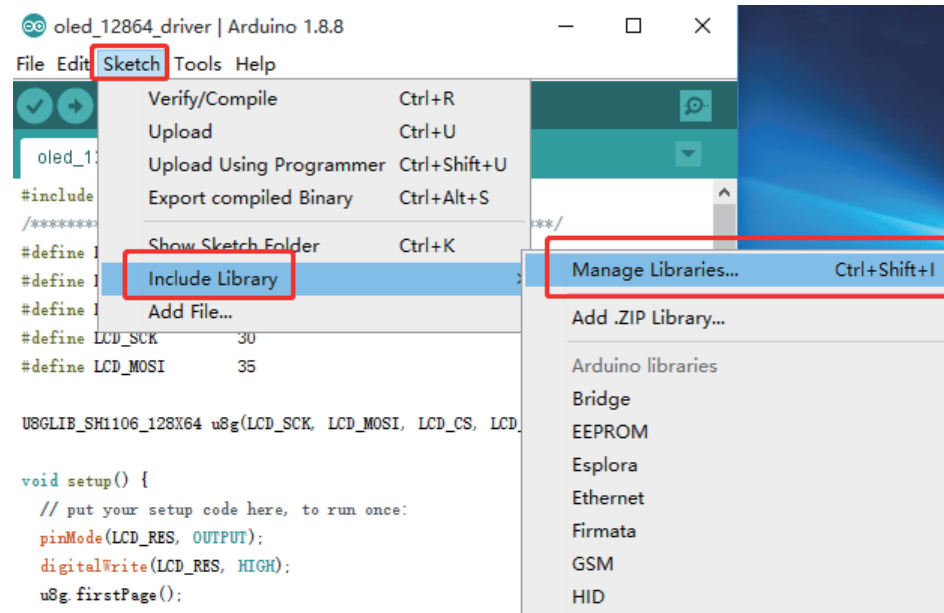 oled_12864_driver | Arduino 1.8.8
File Edit Sketch Tools Help
Verify/Compile Ctrl+R
Upload Ctrl+U
Upload Using Programmer Ctrl+Shift+U
Export compiled Binary Ctrl+Alt+S
Show Sketch Folder Ctrl+K
Include Library
Add File...
Manage Libraries... Ctrl+Shift+I
Add .ZIP Library...
Arduino libraries
Bridge
EEPROM
Esplora
Ethernet
Firmata
GSM
HID
oled_12
#include
/******** ***/
#define
#define
#define
#define LCD_SCK 30
#define LCD_MOSI 35
U8GLIB_SH1106_128X64 u8g(LCD_SCK, LCD_MOSI, LCD_CS, LCD_
void setup() {
// put your setup code here, to run once:
pinMode(LCD_RES, OUTPUT);
digitalWrite(LCD_RES, HIGH);
u8g.firstPage();